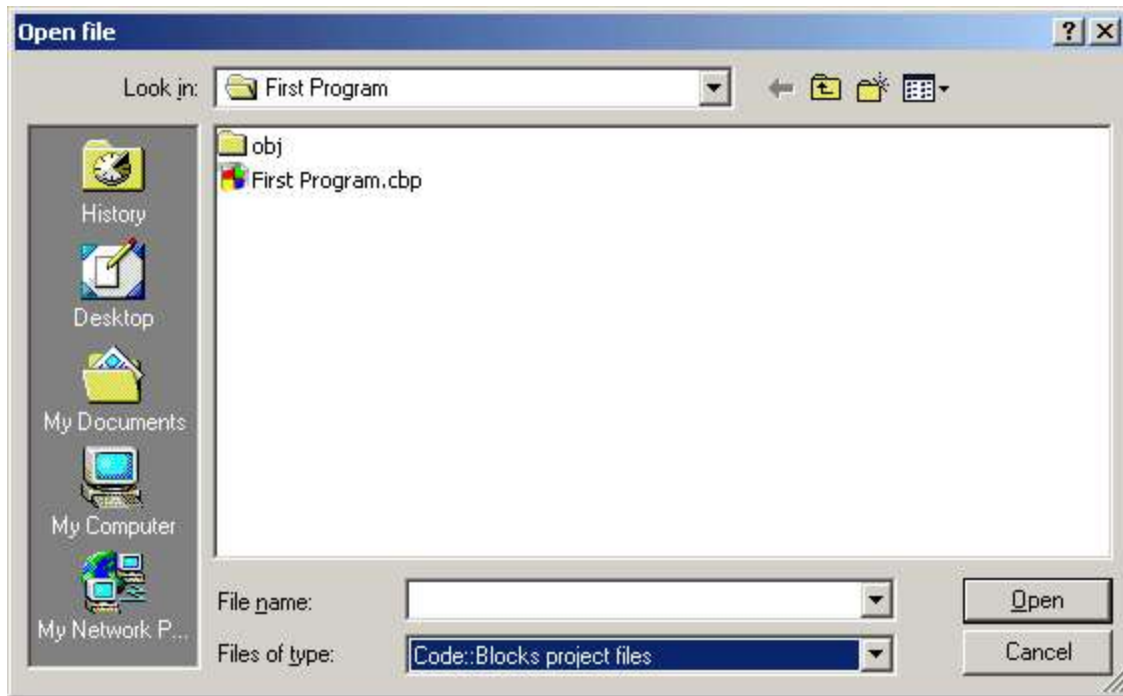 Open file
Look in: First Program
obj
First Program.cbp
History
Desktop
My Documents
My Computer
My Network P...
File name:
Open
Files of type: Code::Blocks project files
Cancel